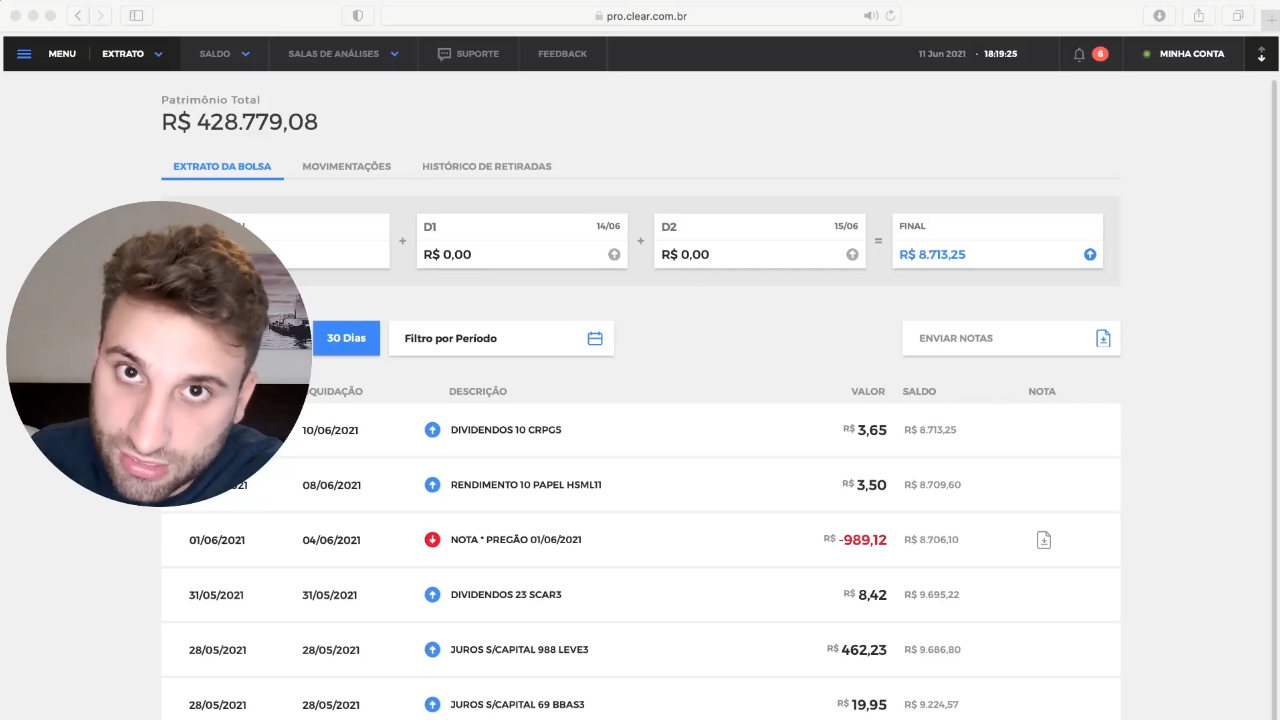 pro.clear.com.br
MENU EXTRATO SALDO SALAS DE ANÁLISES SUPORTE FEEDBACK 11 Jun 2021 · 18:19:25 6 MINHA CONTA
Patrimônio Total
R$ 428.779,08
EXTRATO DA BOLSA MOVIMENTAÇÕES HISTÓRICO DE RETIRADAS
+ D1 14/06 + D2 15/06 = FINAL
R$ 0,00 R$ 0,00 R$ 8.713,25
30 Dias Filtro por Período ENVIAR NOTAS
QUIDAÇÃO DESCRIÇÃO VALOR SALDO NOTA
10/06/2021 DIVIDENDOS 10 CRPG5 R$ 3,65 R$ 8.713,25
21 08/06/2021 RENDIMENTO 10 PAPEL HSML11 R$ 3,50 R$ 8.709,60
01/06/2021 04/06/2021 NOTA * PREGÃO 01/06/2021 R$ -989,12 R$ 8.706,10
31/05/2021 31/05/2021 DIVIDENDOS 23 SCAR3 R$ 8,42 R$ 9.695,22
28/05/2021 28/05/2021 JUROS S/CAPITAL 988 LEVE3 R$ 462,23 R$ 9.686,80
28/05/2021 28/05/2021 JUROS S/CAPITAL 69 BBAS3 R$ 19,95 R$ 9.224,57